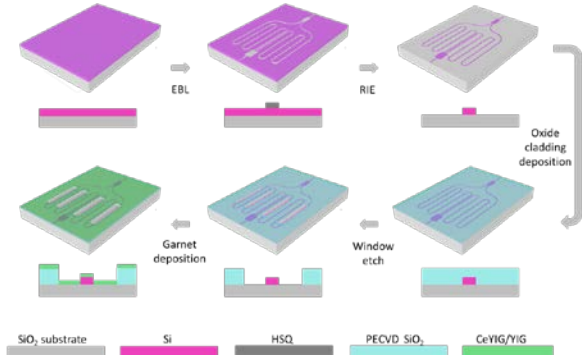 EBL
RIE
Oxide
cladding
deposition
Garnet
deposition
Window
etch
SiO₂ substrate
Si
HSQ
PECVD SiO₂
CeYIG/YIG